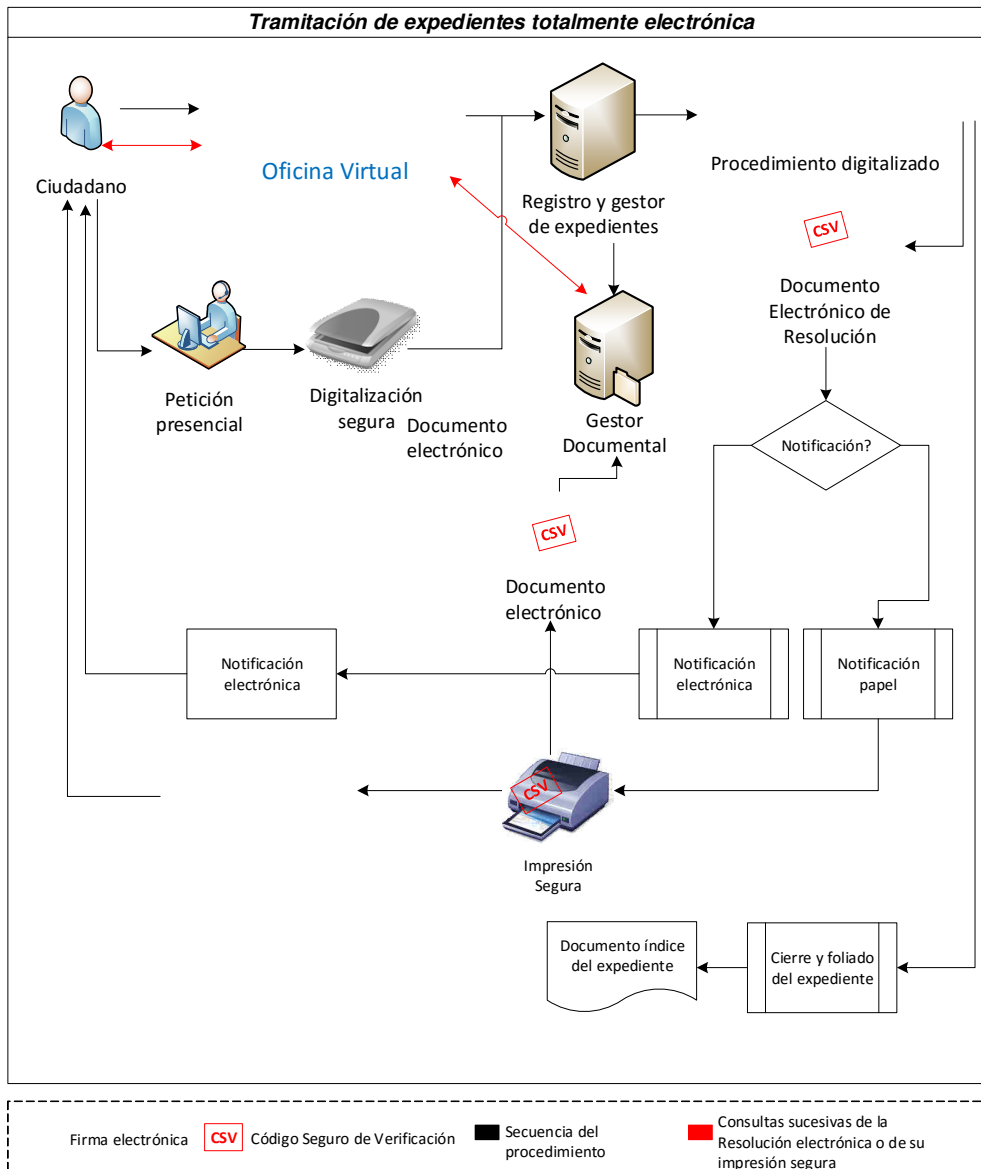 Tramitación de expedientes totalmente electrónica
Ciudadano
Oficina Virtual
Registro y gestor
de expedientes
Procedimiento digitalizado
CSV
Documento
Electrónico de
Resolución
Petición
presencial
Digitalización
segura
Documento
electrónico
Gestor
Documental
Notificación?
CSV
Documento
electrónico
Notificación
electrónica
Notificación
electrónica
Notificación
papel
CSV
Impresión
Segura
Documento índice
del expediente
Cierre y foliado
del expediente
Firma electrónica
CSV
Código Seguro de Verificación
Secuencia del
procedimiento
Consultas sucesivas de la
Resolución electrónica o de su
impresión segura